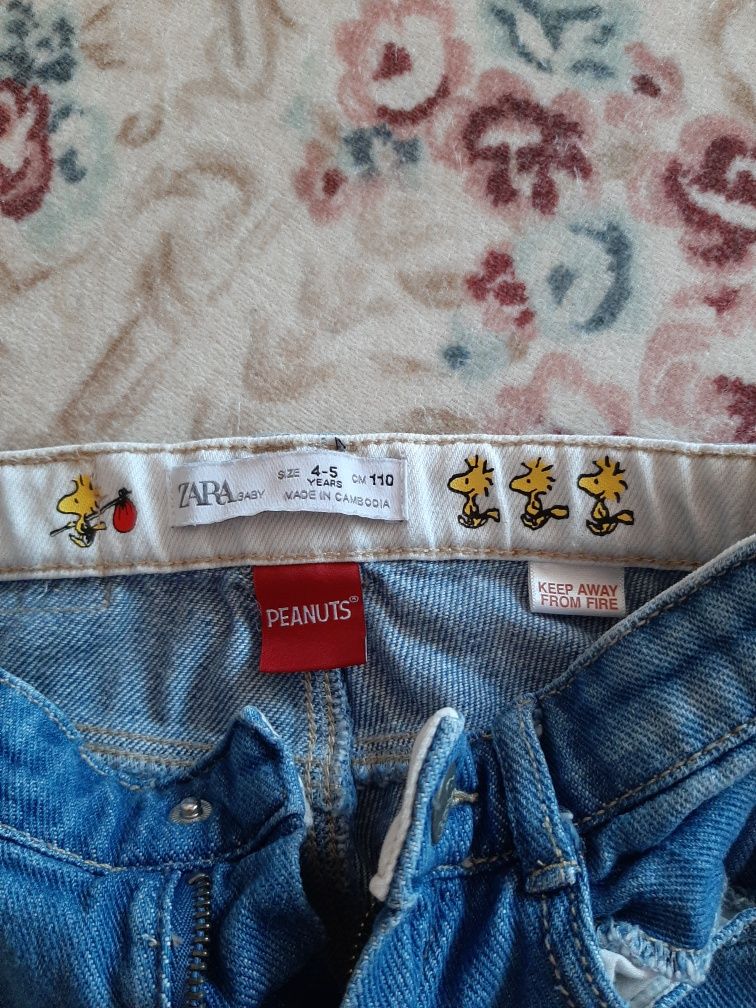 ZARA BABY
SIZE 4-5 YEARS CM 110
MADE IN CAMBODIA
PEANUTS®
KEEP AWAY
FROM FIRE